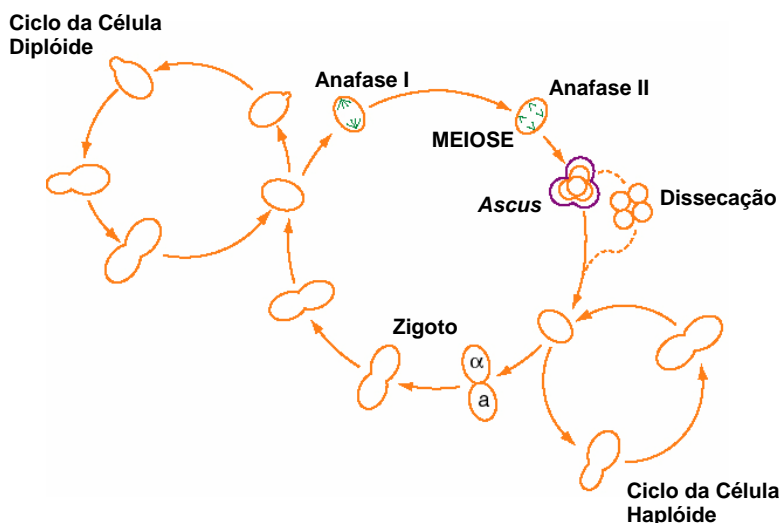 Ciclo da Célula
Diplóide
Anafase I
Anafase II
MEIOSE
Ascus
Dissecação
Zigoto
α
a
Ciclo da Célula
Haplóide